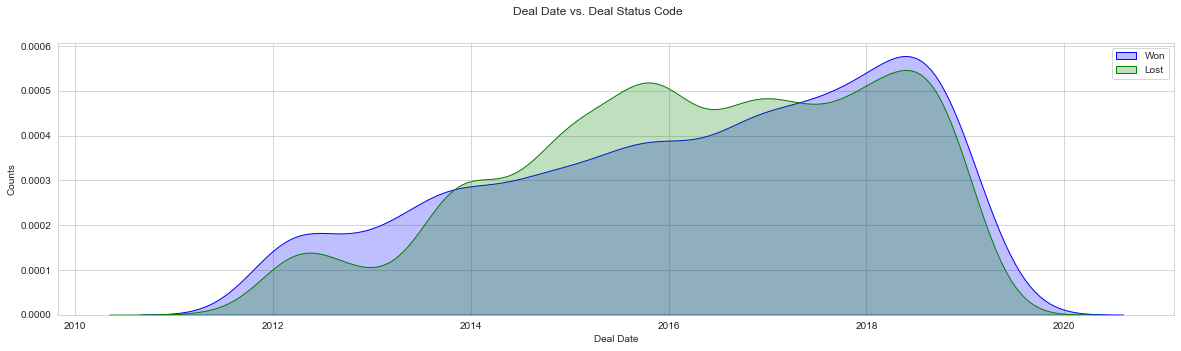 Deal Date vs. Deal Status Code
Won
Lost
0.0006
0.0005
0.0004
0.0003
0.0002
0.0001
0.0000
Counts
2010 2012 2014 2016 2018 2020
Deal Date